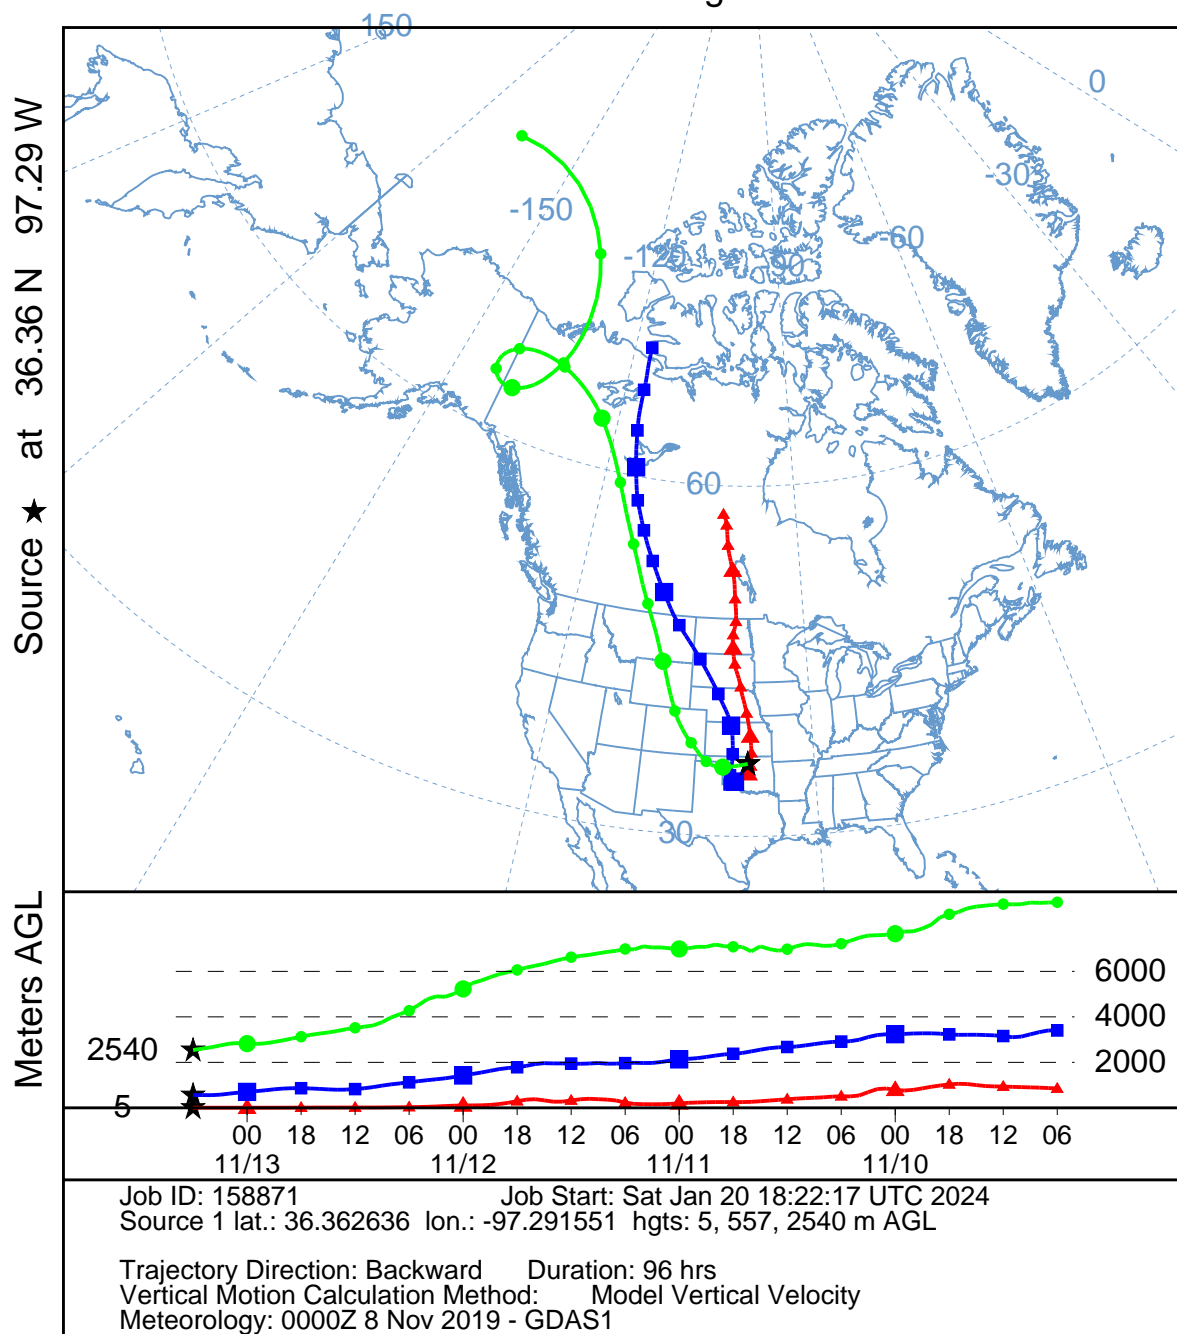 150
0
-30
-150
-60
-120
-90
60
30
Source ★ at 36.36 N 97.29 W
Meters AGL
6000
4000
2540
2000
5
00 18 12 06 00 18 12 06 00 18 12 06 00 18 12 06
11/13 11/12 11/11 11/10
Job ID: 158871 Job Start: Sat Jan 20 18:22:17 UTC 2024
Source 1 lat.: 36.362636 lon.: -97.291551 hgts: 5, 557, 2540 m AGL
Trajectory Direction: Backward Duration: 96 hrs
Vertical Motion Calculation Method: Model Vertical Velocity
Meteorology: 0000Z 8 Nov 2019 - GDAS1